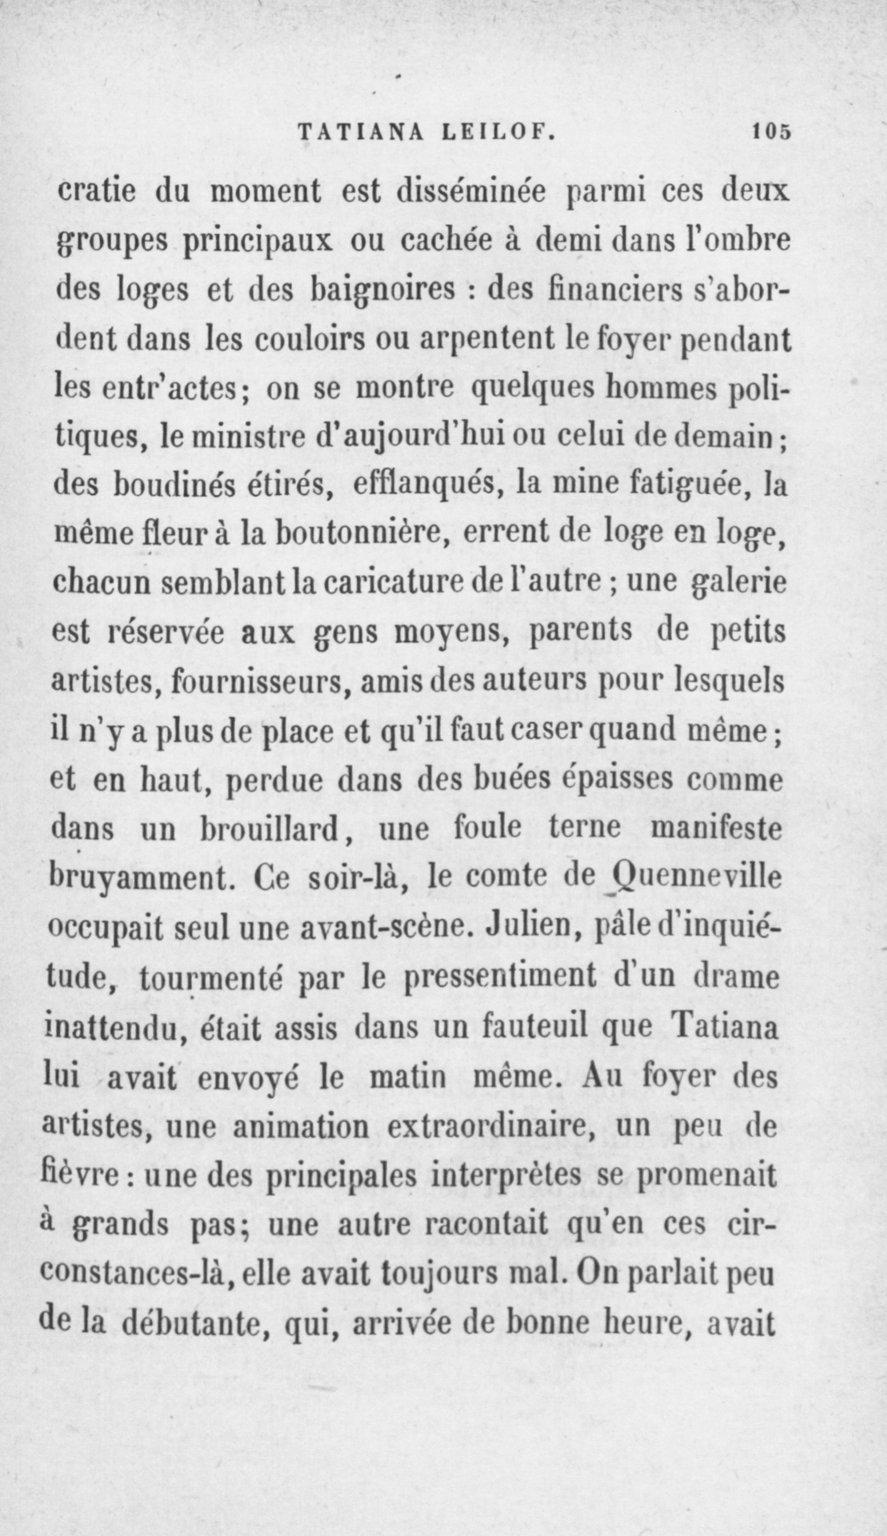 TATIANA LEILOF. 105
cratie du moment est disséminée parmi ces deux
groupes principaux ou cachée à demi dans l'ombre
des loges et des baignoires : des financiers s'abor-
dent dans les couloirs ou arpentent le foyer pendant
les entr'actes; on se montre quelques hommes poli-
tiques, le ministre d'aujourd'hui ou celui de demain ;
des boudinés étirés, efflanqués, la mine fatiguée, la
même fleur à la boutonnière, errent de loge en loge,
chacun semblant la caricature de l'autre ; une galerie
est réservée aux gens moyens, parents de petits
artistes, fournisseurs, amis des auteurs pour lesquels
il n'y a plus de place et qu'il faut caser quand même ;
et en haut, perdue dans des buées épaisses comme
dans un brouillard, une foule terne manifeste
bruyamment. Ce soir-là, le comte de Quenneville
occupait seul une avant-scène. Julien, pâle d'inquié-
tude, tourmenté par le pressentiment d'un drame
inattendu, était assis dans un fauteuil que Tatiana
lui avait envoyé le matin même. Au foyer des
artistes, une animation extraordinaire, un peu de
fièvre : une des principales interprètes se promenait
à grands pas; une autre racontait qu'en ces cir-
constances-là, elle avait toujours mal. On parlait peu
de la débutante, qui, arrivée de bonne heure, avait